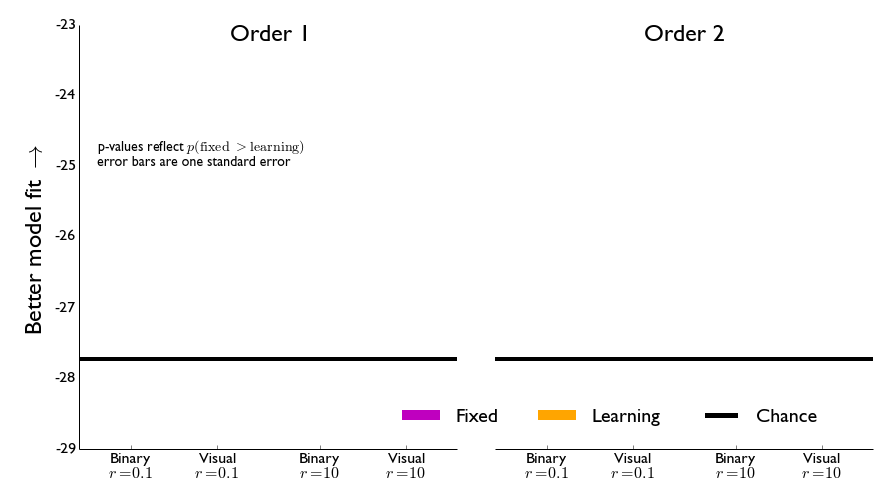 Order 1
Order 2
-23
-24
-25
-26
-27
-28
-29
Better model fit →
p-values reflect p(fixed > learning)
error bars are one standard error
Fixed
Learning
Chance
Binary
r=0.1
Visual
r=0.1
Binary
r=10
Visual
r=10
Binary
r=0.1
Visual
r=0.1
Binary
r=10
Visual
r=10